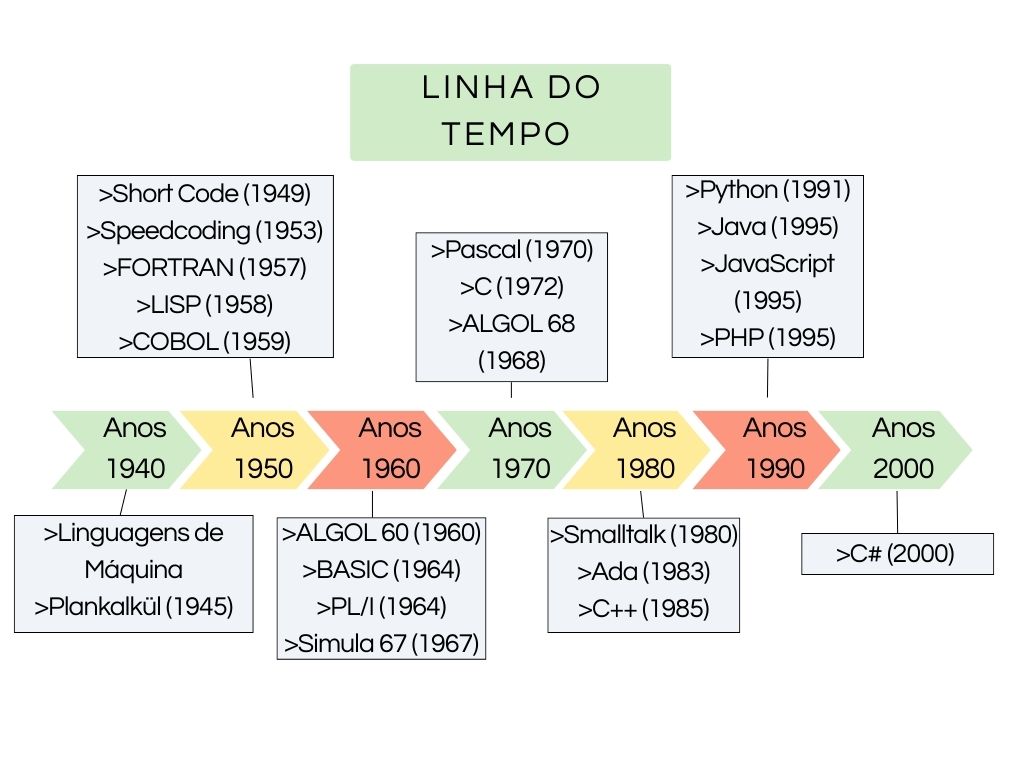 LINHA DO
TEMPO
>Short Code (1949)
>Speedcoding (1953)
>FORTRAN (1957)
>LISP (1958)
>COBOL (1959)
>Pascal (1970)
>C (1972)
>ALGOL 68
(1968)
>Python (1991)
>Java (1995)
>JavaScript
(1995)
>PHP (1995)
Anos
1940
Anos
1950
Anos
1960
Anos
1970
Anos
1980
Anos
1990
Anos
2000
>Linguagens de
Máquina
>Plankalkül (1945)
>ALGOL 60 (1960)
>BASIC (1964)
>PL/I (1964)
>Simula 67 (1967)
>Smalltalk (1980)
>Ada (1983)
>C++ (1985)
>C# (2000)